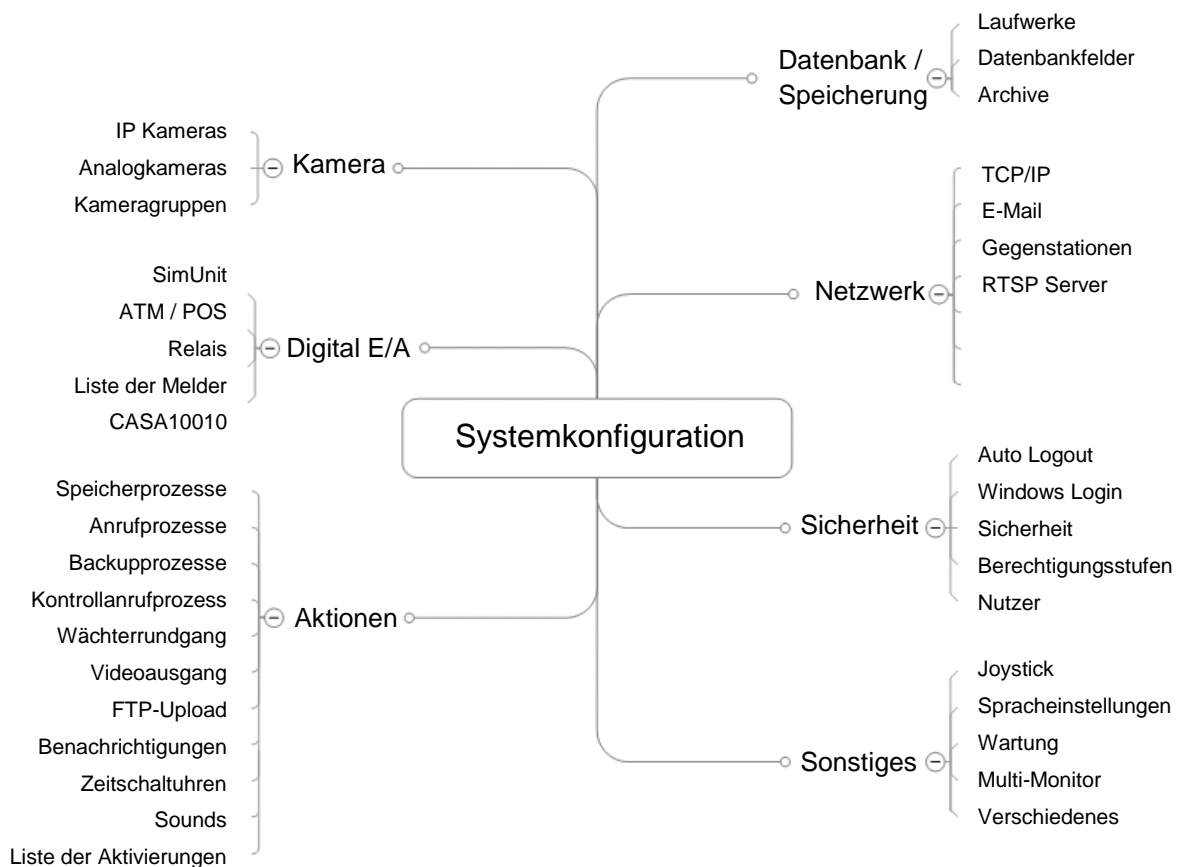 Systemkonfiguration
Kamera
IP Kameras
Analogkameras
Kameragruppen
Digital E/A
SimUnit
ATM / POS
Relais
Liste der Melder
CASA10010
Aktionen
Speicherprozesse
Anrufprozesse
Backupprozesse
Kontrollanrufprozess
Wächterrundgang
Videoausgang
FTP-Upload
Benachrichtigungen
Zeitschaltuhren
Sounds
Liste der Aktivierungen
Datenbank /
Speicherung
Laufwerke
Datenbankfelder
Archive
Netzwerk
TCP/IP
E-Mail
Gegenstationen
RTSP Server
Sicherheit
Auto Logout
Windows Login
Sicherheit
Berechtigungsstufen
Nutzer
Sonstiges
Joystick
Spracheinstellungen
Wartung
Multi-Monitor
Verschiedenes